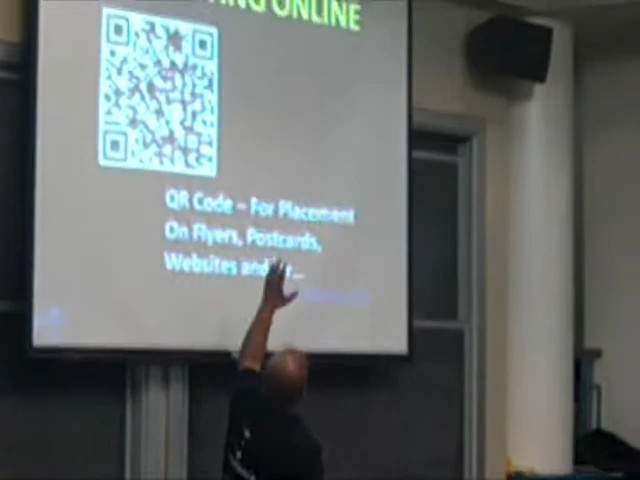 ONLINE
QR Code – For Placement
On Flyers, Postcards,
Websites and